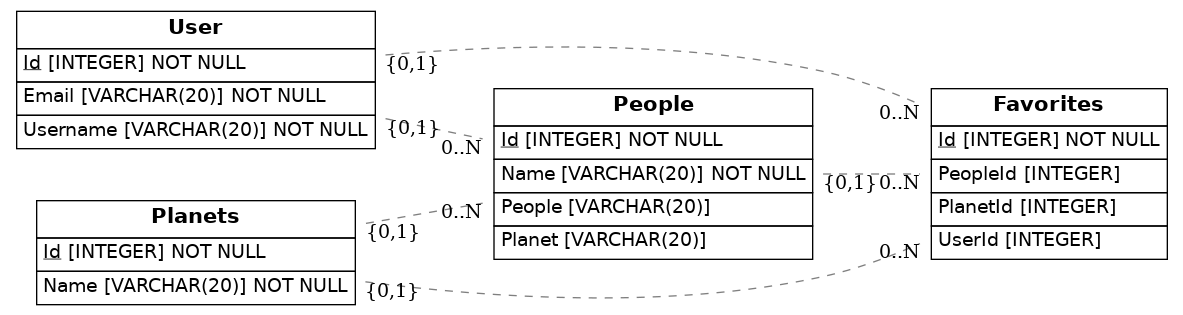 User
Id [INTEGER] NOT NULL
Email [VARCHAR(20)] NOT NULL
Username [VARCHAR(20)] NOT NULL
{0,1}
{0,1}
0..N
People
Id [INTEGER] NOT NULL
Name [VARCHAR(20)] NOT NULL
People [VARCHAR(20)]
Planet [VARCHAR(20)]
{0,1}
0..N
0..N
Favorites
Id [INTEGER] NOT NULL
PeopleId [INTEGER]
PlanetId [INTEGER]
UserId [INTEGER]
Planets
Id [INTEGER] NOT NULL
Name [VARCHAR(20)] NOT NULL
{0,1}
0..N
{0,1}
0..N